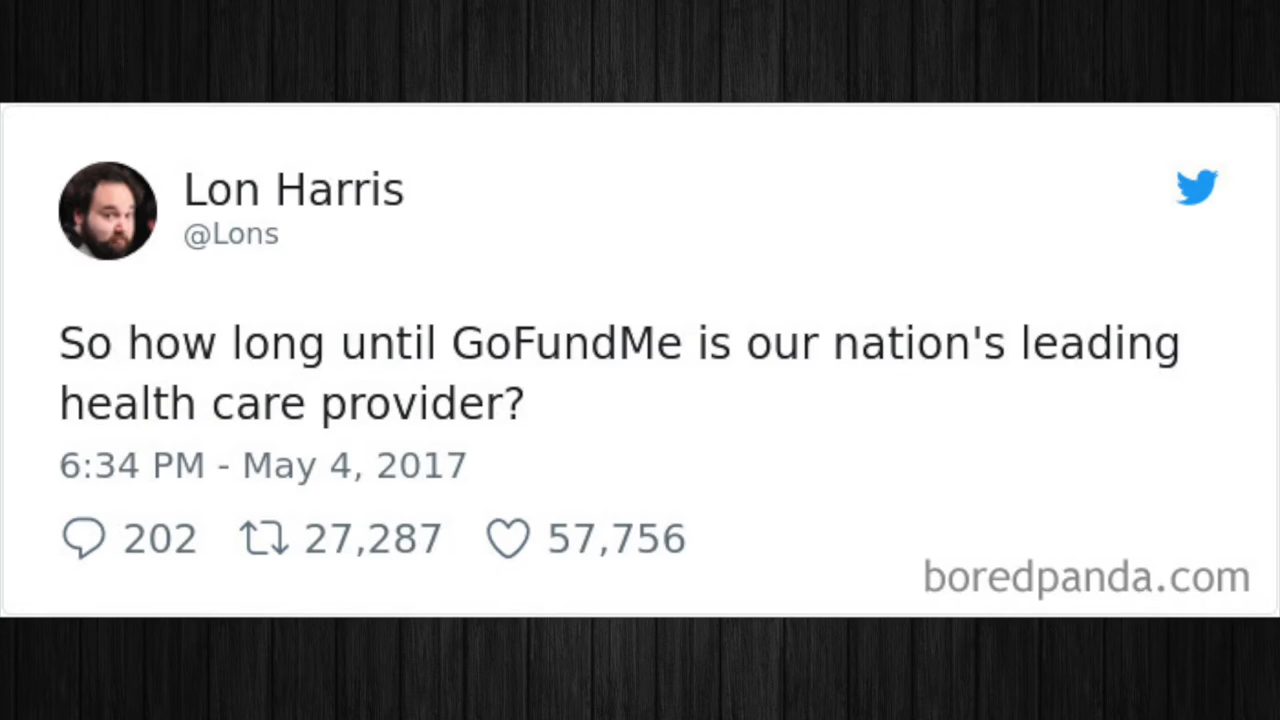 Lon Harris
@Lons
So how long until GoFundMe is our nation's leading
health care provider?
6:34 PM - May 4, 2017
202 27,287 57,756
boredpanda.com